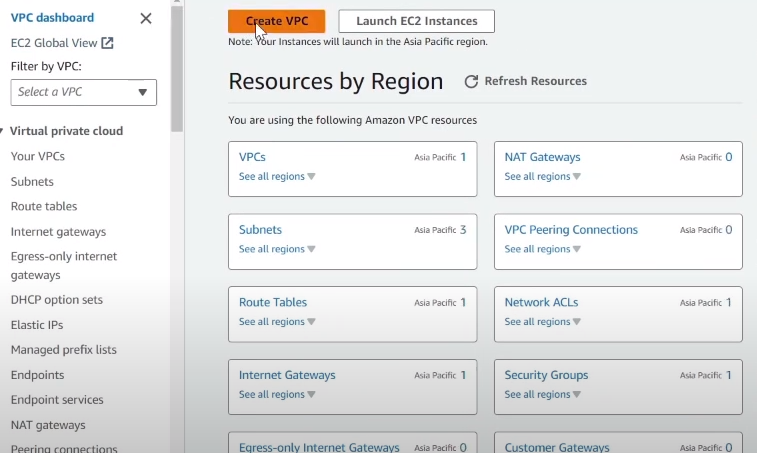 VPC dashboard
EC2 Global View
Filter by VPC:
Select a VPC
Virtual private cloud
Your VPCs
Subnets
Route tables
Internet gateways
Egress-only internet
gateways
DHCP option sets
Elastic IPs
Managed prefix lists
Endpoints
Endpoint services
NAT gateways
Peering connections
Create VPC
Launch EC2 Instances
Note: Your Instances will launch in the Asia Pacific region.
Resources by Region
Refresh Resources
You are using the following Amazon VPC resources
VPCs Asia Pacific 1
See all regions
NAT Gateways Asia Pacific 0
See all regions
Subnets Asia Pacific 3
See all regions
VPC Peering Connections Asia Pacific 0
See all regions
Route Tables Asia Pacific 1
See all regions
Network ACLs Asia Pacific 1
See all regions
Internet Gateways Asia Pacific 1
See all regions
Security Groups Asia Pacific 1
See all regions
Egress-only Internet Gateways Asia Pacific 0
Customer Gateways Asia Pacific 0